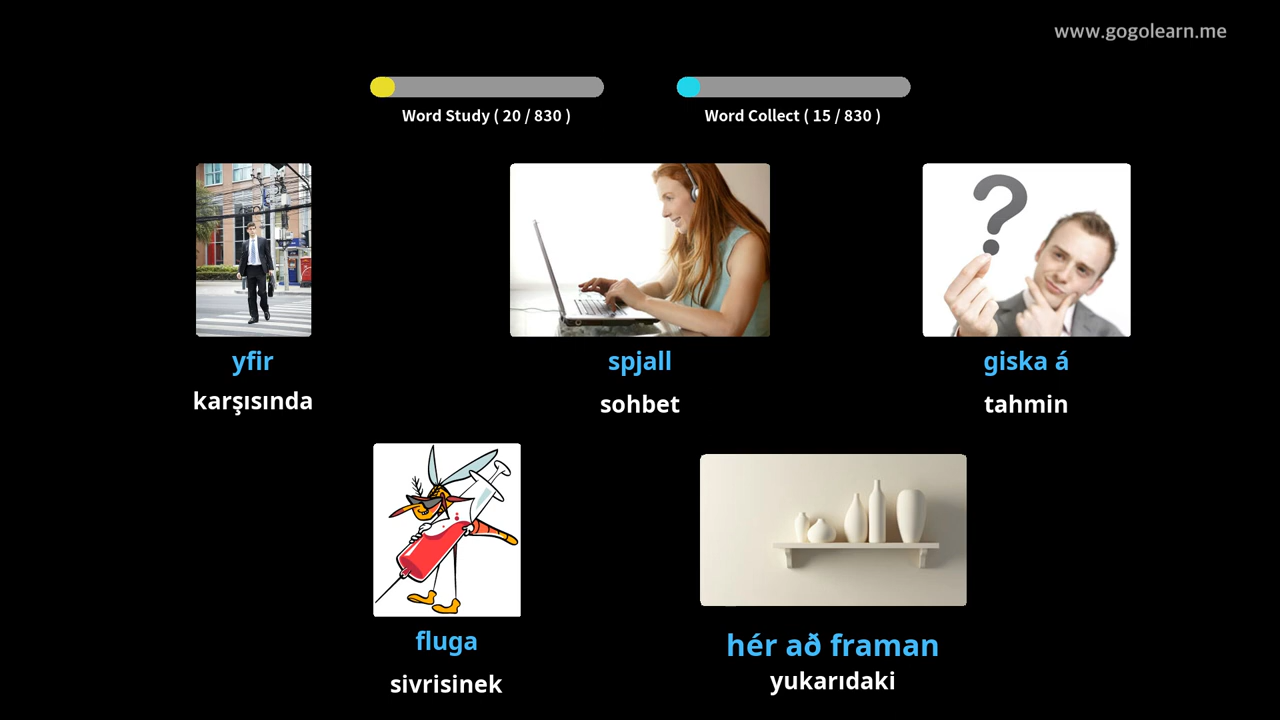 www.gogolearn.me
Word Study ( 20 / 830 )
Word Collect ( 15 / 830 )
yfir
spjall
giska á
karşısında
sohbet
tahmin
fluga
hér að framan
sivrisinek
yukarıdaki